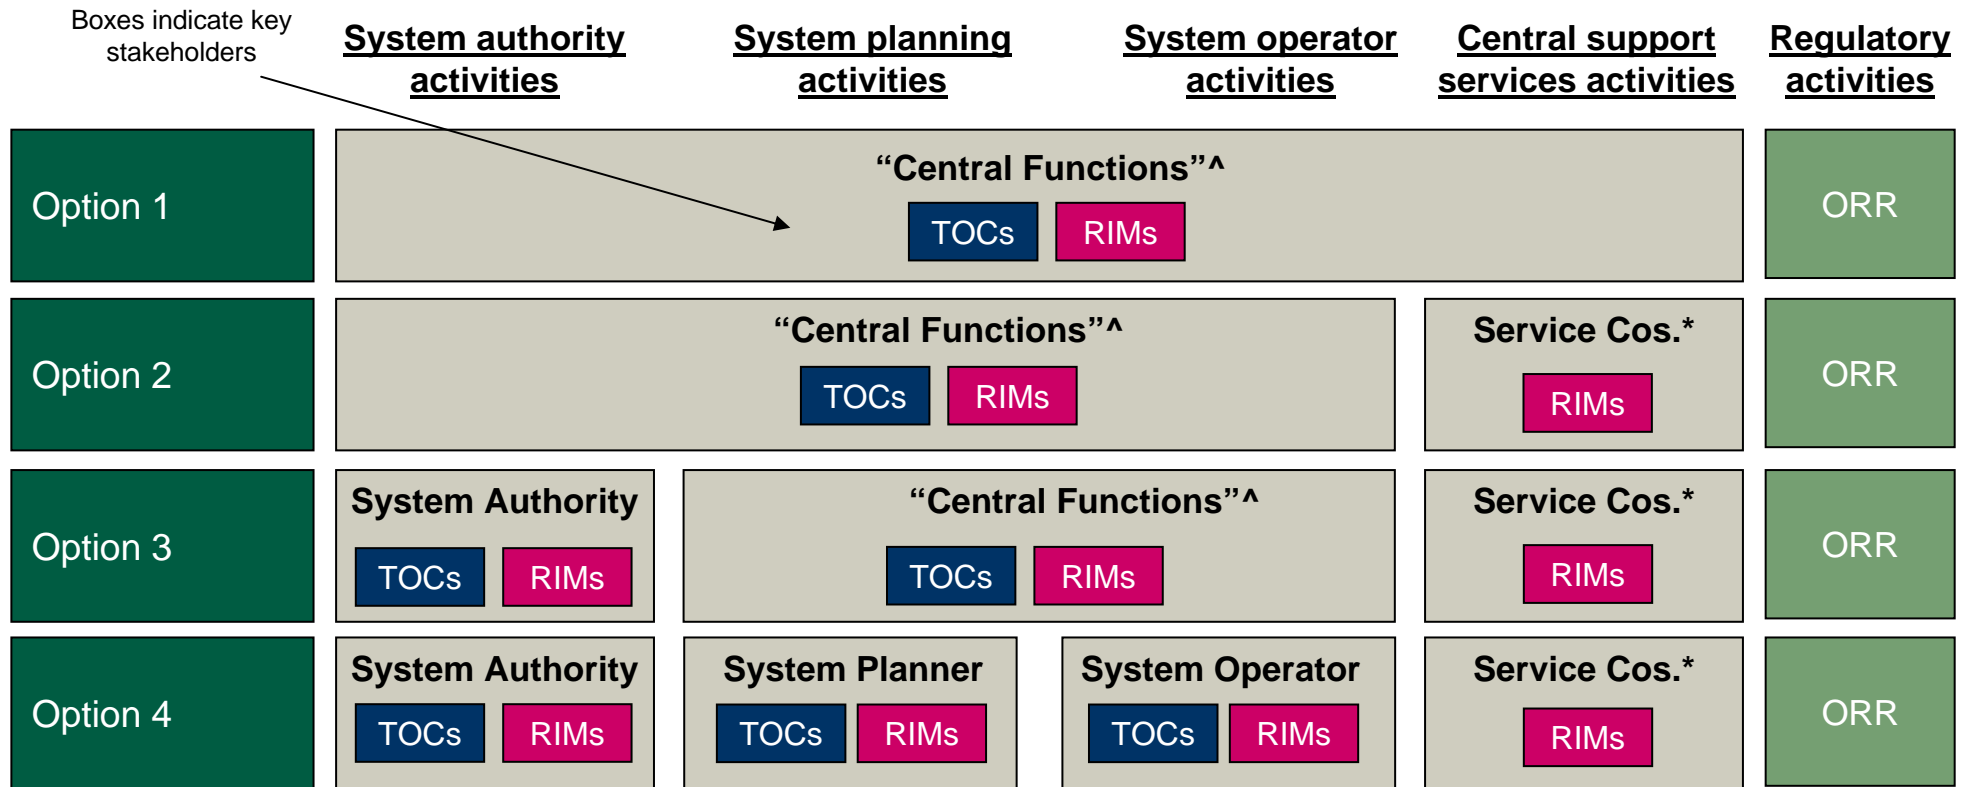 Boxes indicate key
stakeholders
System authority
activities
System planning
activities
System operator
activities
Central support
services activities
Regulatory
activities
Option 1
“Central Functions”^
TOCs
RIMs
ORR
Option 2
“Central Functions”^
TOCs
RIMs
Service Cos.*
RIMs
ORR
Option 3
System Authority
TOCs
RIMs
“Central Functions”^
TOCs
RIMs
Service Cos.*
RIMs
ORR
Option 4
System Authority
TOCs
RIMs
System Planner
TOCs
RIMs
System Operator
TOCs
RIMs
Service Cos.*
RIMs
ORR